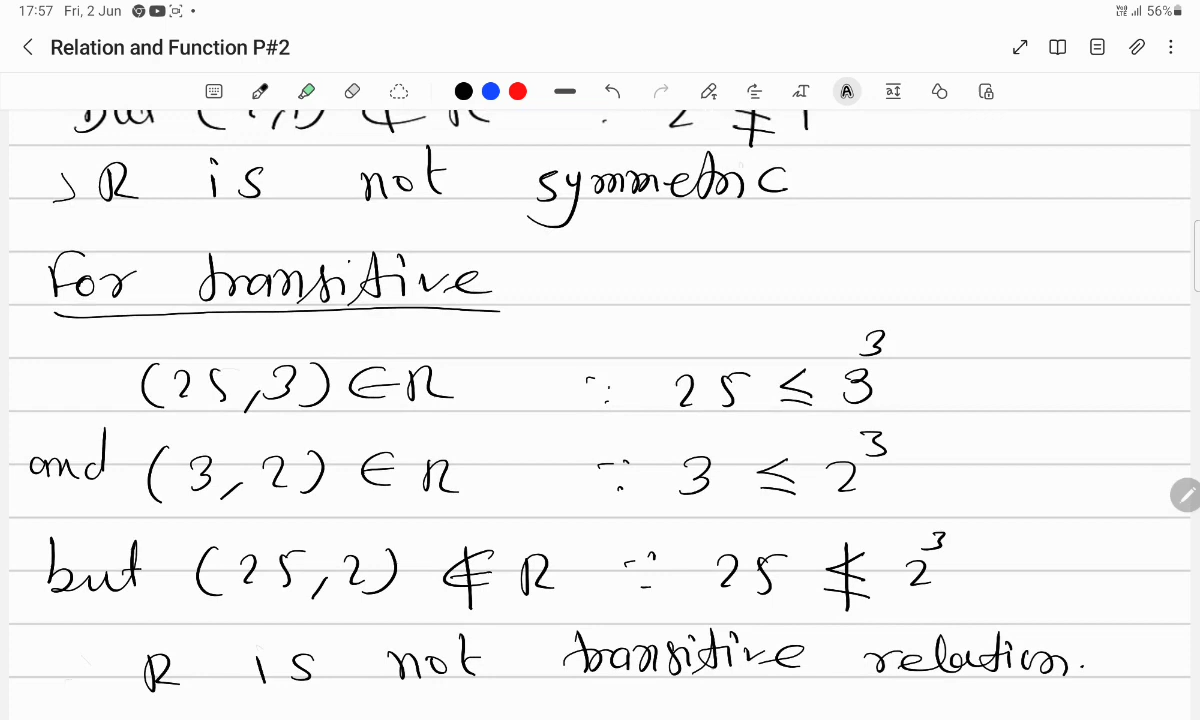 17:57 Fri, 2 Jun 56%
Relation and Function P#2
R is not symmetric
For transitive
(25,3) ∈ R ∵ 25 ≤ 3³
and (3,2) ∈ R ∵ 3 ≤ 2³
but (25,2) ∉ R ∵ 25 ≰ 2³
R is not transitive relation.